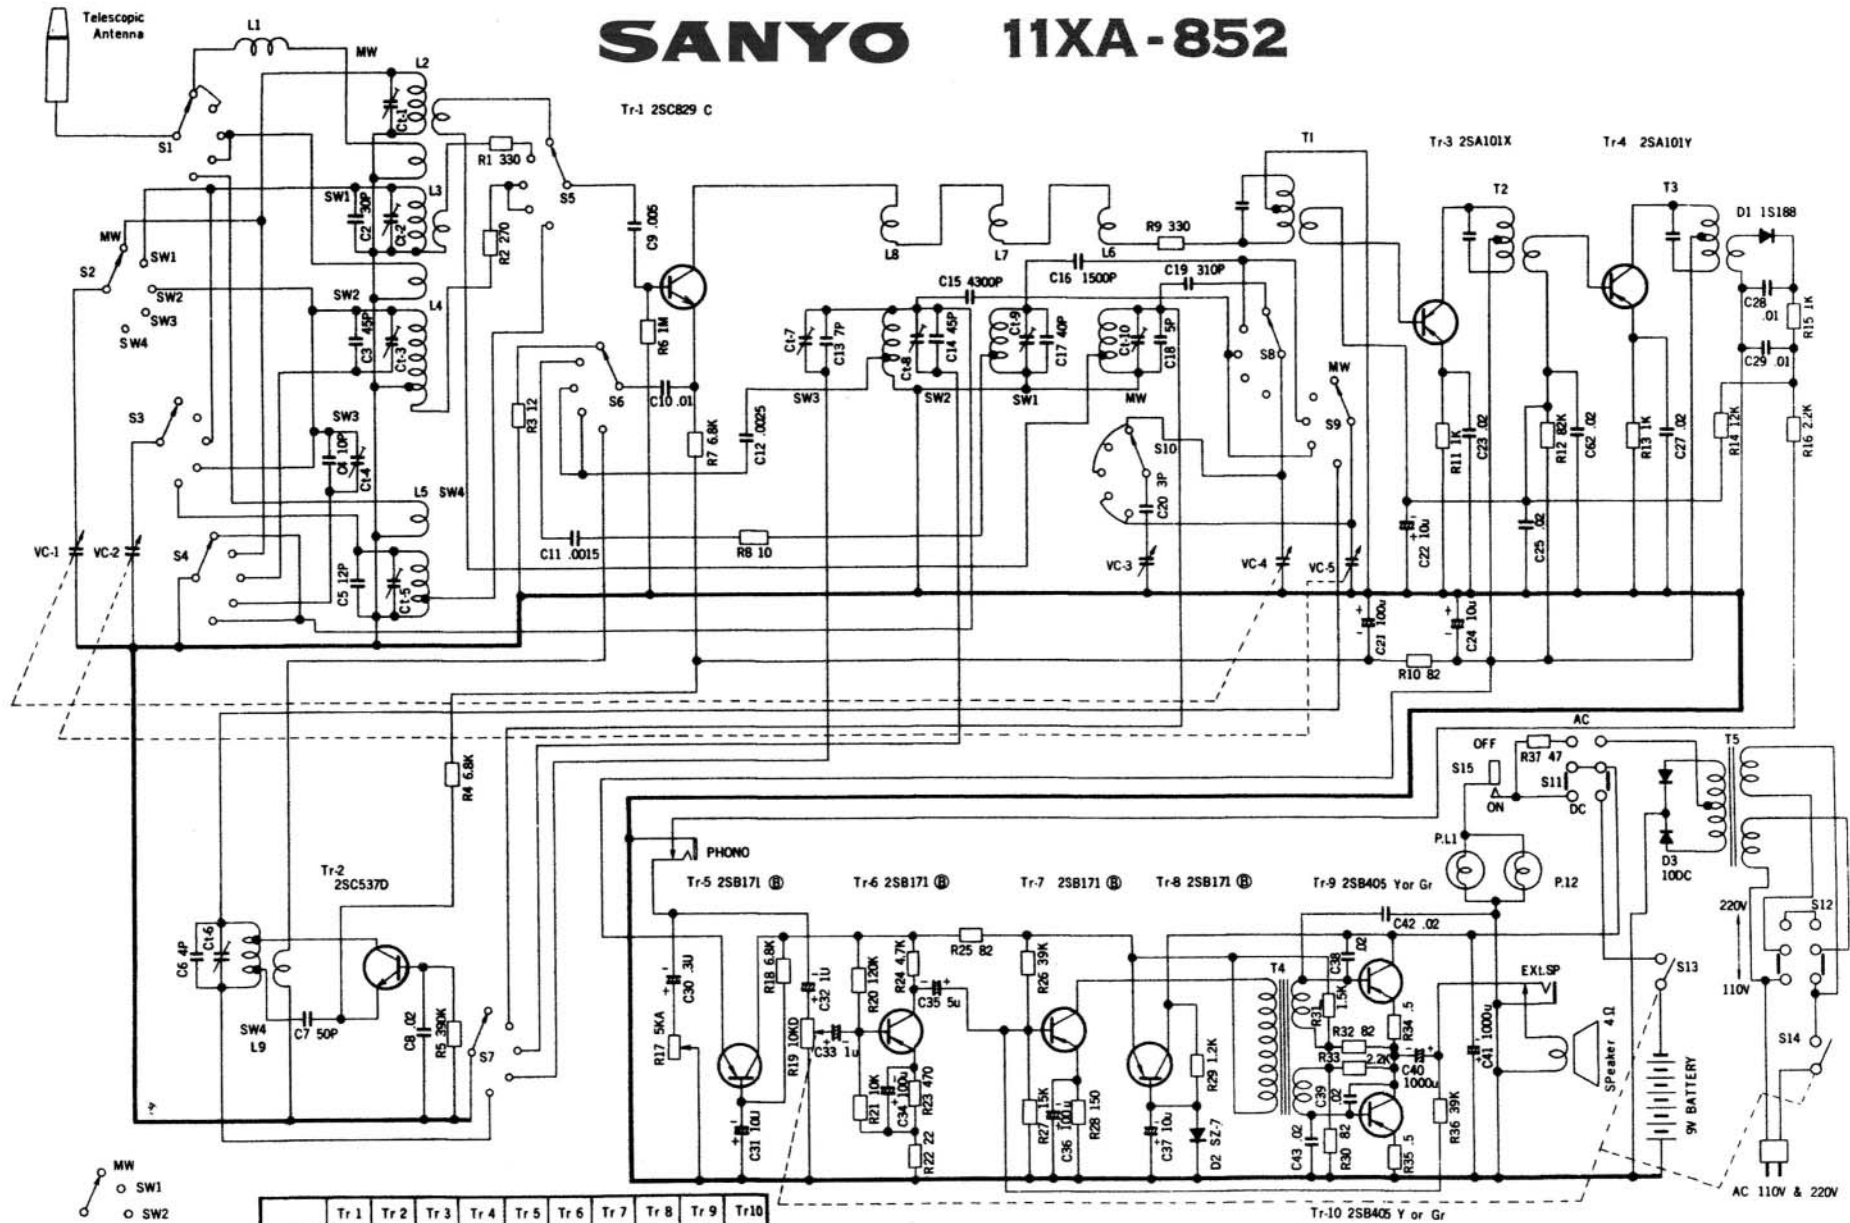 SANYO 11XA-852
Telescopic
Antenna
L1
MW
L2
Ct-1
S1
R1 330
S5
Tr-1 2SC829 C
T1
Tr-3 2SA101X
Tr-4 2SA101Y
T2
T3
D1 1S188
SW1
C2 30P
Ct-2
L3
R2 270
C9 .005
L8
L7
L6
R9 330
MW
S2
SW1
SW2
SW3
SW4
SW2
L4
C3 45P
Ct-3
R6 1M
C15 4300P
C16 1500P
C19 310P
C28
.01
R15 1K
C29 .01
Ct-7
C13 7P
Ct-8
C14 45P
Ct-9
C17 40P
Ct-10
C18 5P
S8
MW
S3
SW3
C4 10P
Ct-4
R3 12
S6
C10 .01
R7 6.8K
C12 .0025
SW3
SW2
SW1
MW
S10
S9
C20 3P
R11 1K
C23 .02
R12 82K
C62 .02
R13 1K
C27 .02
R14 12K
R16 2.2K
L5 SW4
VC-1
VC-2
S4
C5 12P
Ct-5
C11 .0015
R8 10
VC-3
VC-4
VC-5
C22 10u
C25 .02
C21 100u
C24 10u
R10 82
R4 6.8K
AC
OFF
R37 47
S15
ON
S11
DC
T5
D3
10DC
P.L1
P.12
PHONO
Tr-2
2SC537D
Tr-5 2SB171 Ⓑ
Tr-6 2SB171 Ⓑ
Tr-7 2SB171 Ⓑ
Tr-8 2SB171 Ⓑ
Tr-9 2SB405 Y or Gr
220V
110V
S12
C6 4P
Ct-6
SW4
L9
C7 50P
C8 .02
R5 390K
S7
C30 .3U
R17 5KA
R18 6.8K
C31 10U
C32 1U
R19 10KD
C33 1u
R20 120K
R24 4.7K
C35 5u
R21 10K
C34 100u
R23 470
R22 22
R25 82
R26 39K
R27 15K
C36 100u
R28 150
C37 10u
R29 1.2K
D2 SZ-7
T4
C42 .02
C38 .02
R31 1.5K
R32 82
R33 2.2K
R34 .5
C40
1000u
C39 .02
C43 .02
R30 82
R35 .5
R36 39K
C41 1000u
EXt.SP
SPeaker 4 Ω
S13
9V BATTERY
S14
AC 110V & 220V
Tr-10 2SB405 Y or Gr
MW
SW1
SW2
Tr 1 Tr 2 Tr 3 Tr 4 Tr 5 Tr 6 Tr 7 Tr 8 Tr 9 Tr10